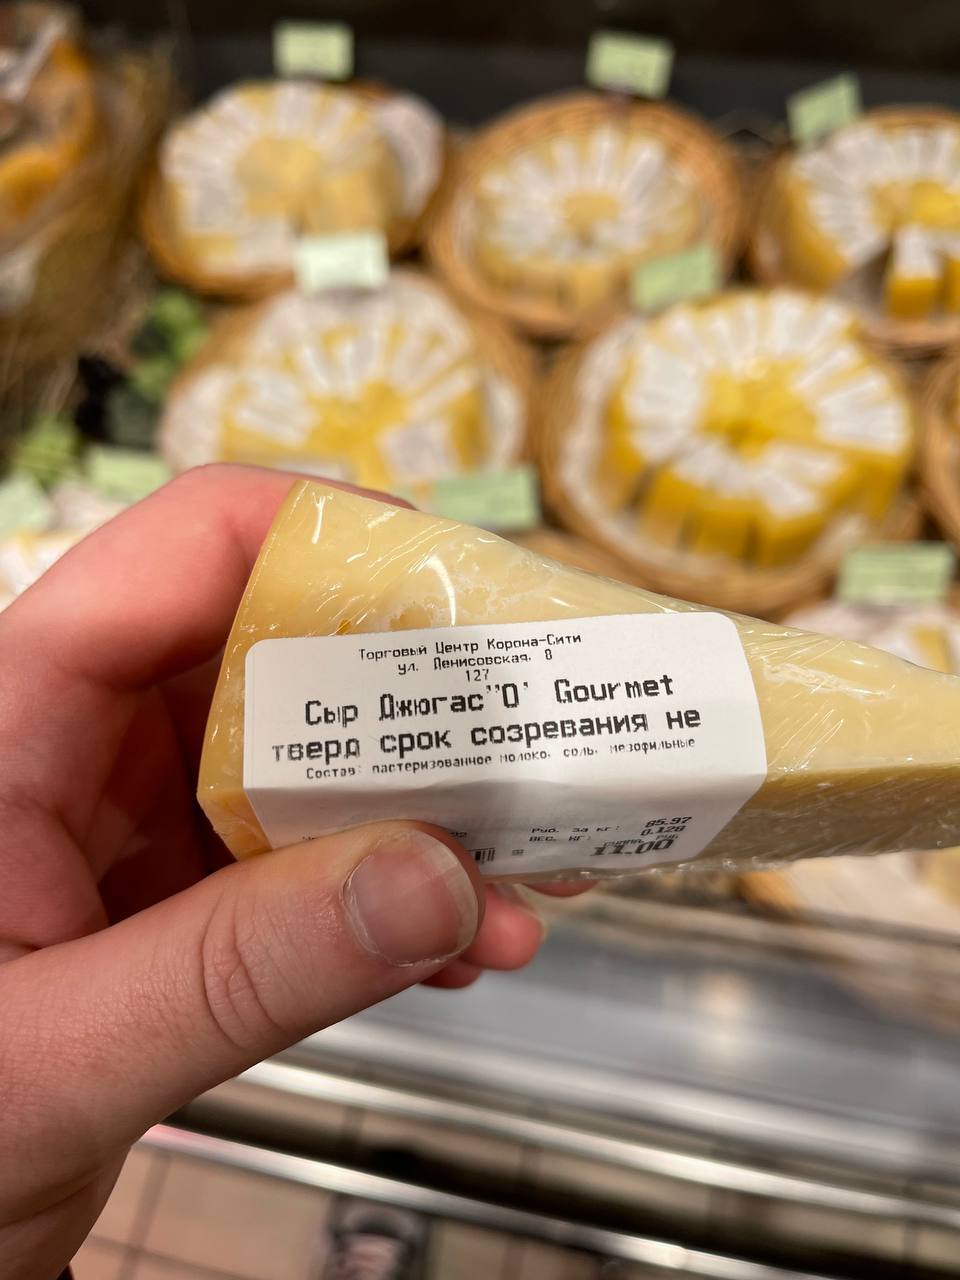 Торговый Центр Корона-Сити
ул. Денисовская, 8
127
Сыр Джюгас"О' Gourmet
тверд срок созревания не
Состав: пастеризованное молоко, соль, мезофильные
Руб. за кг: 85.97
ВЕС, КГ: 0.128
11.00